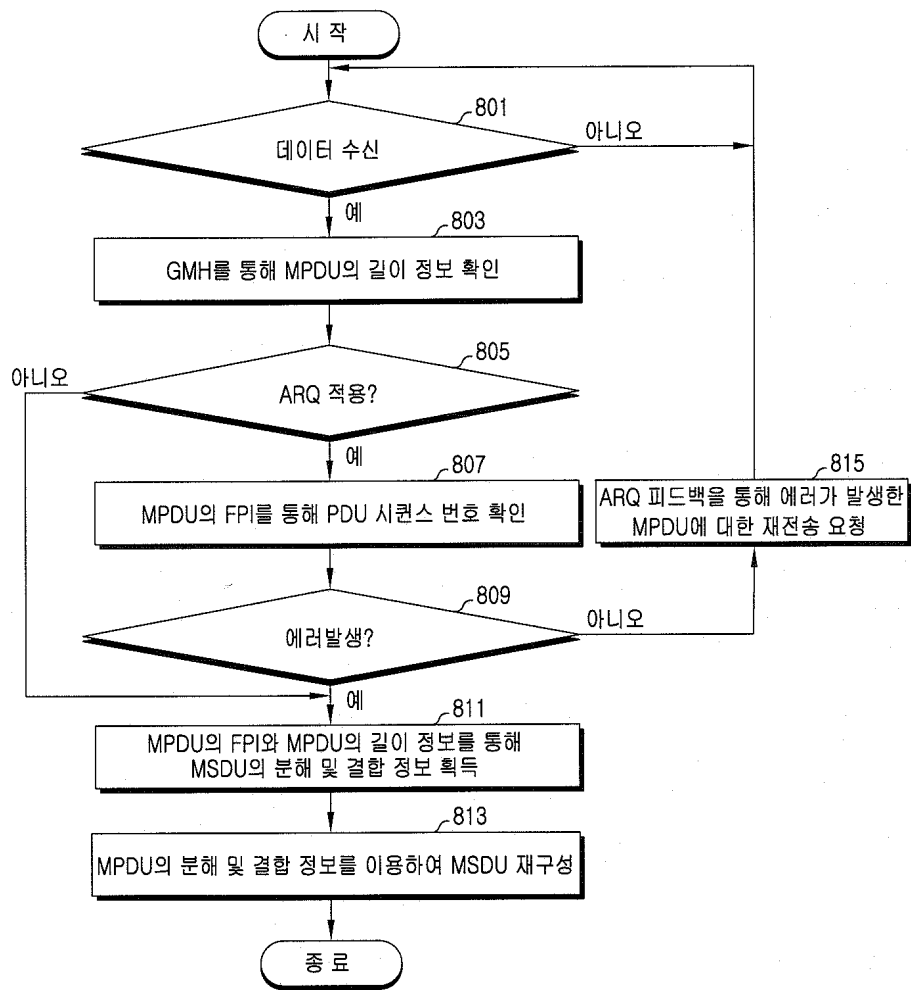 시 작
801
데이터 수신
아니오
예
803
GMH를 통해 MPDU의 길이 정보 확인
805
아니오
ARQ 적용?
예
807
MPDU의 FPI를 통해 PDU 시퀀스 번호 확인
815
ARQ 피드백을 통해 에러가 발생한
MPDU에 대한 재전송 요청
809
에러발생?
아니오
예
811
MPDU의 FPI와 MPDU의 길이 정보를 통해
MSDU의 분해 및 결합 정보 획득
813
MPDU의 분해 및 결합 정보를 이용하여 MSDU 재구성
종 료